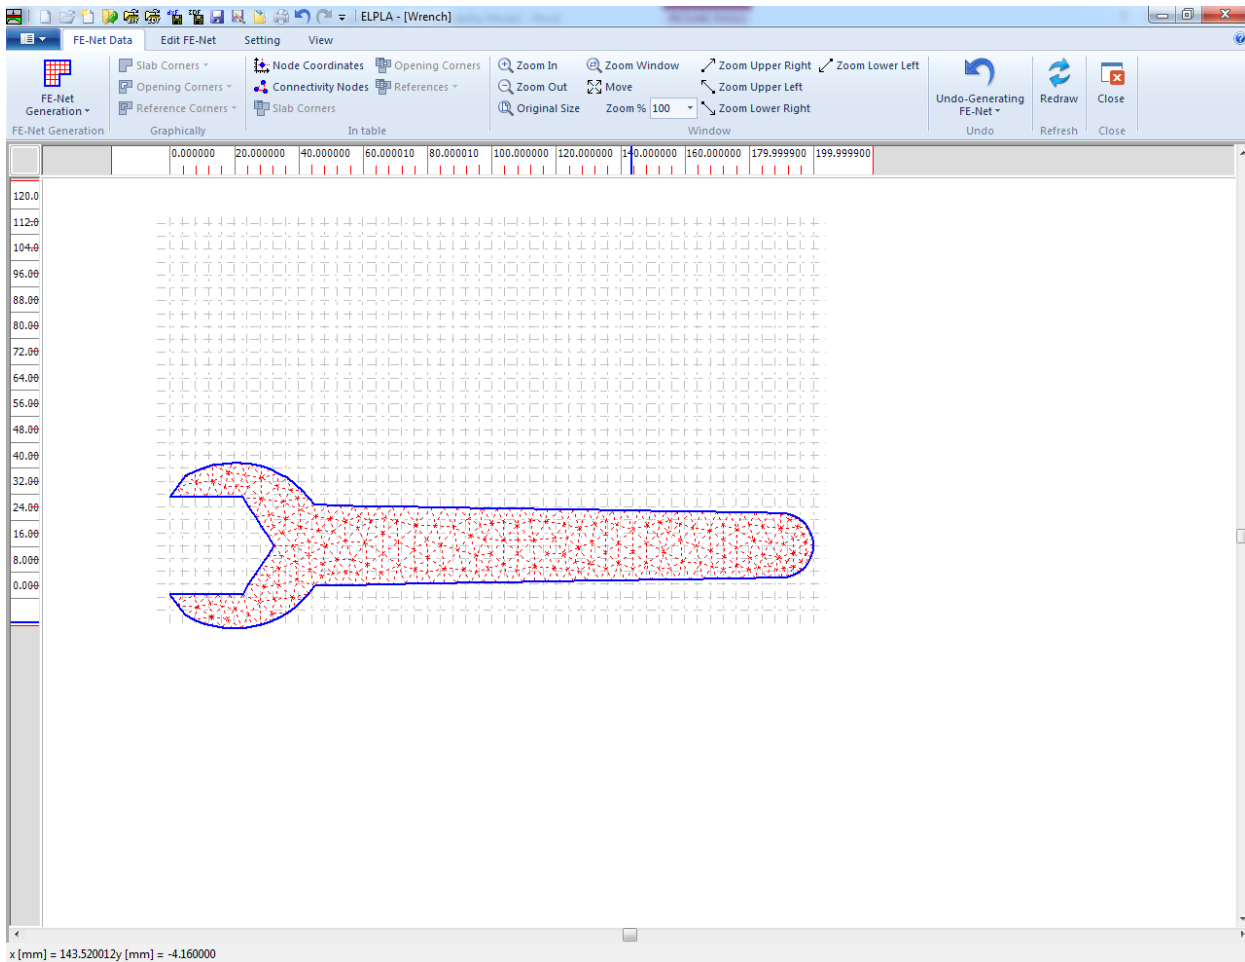 ELPLA - [Wrench]
FE-Net Data Edit FE-Net Setting View
Slab Corners Node Coordinates Opening Corners Zoom In Zoom Window Zoom Upper Right Zoom Lower Left
Opening Corners Connectivity Nodes References Zoom Out Move Zoom Upper Left
FE-Net Generation Reference Corners Slab Corners Original Size Zoom % 100 Zoom Lower Right Undo-Generating FE-Net Redraw Close
FE-Net Generation Graphically In table Window Undo Refresh Close
0.000000 20.000000 40.000000 60.000010 80.000010 100.000000 120.000000 140.000000 160.000000 179.999900 199.999900
120.0
112.0
104.0
96.00
88.00
80.00
72.00
64.00
56.00
48.00
40.00
32.00
24.00
16.00
8.000
0.000
x [mm] = 143.520012y [mm] = -4.160000